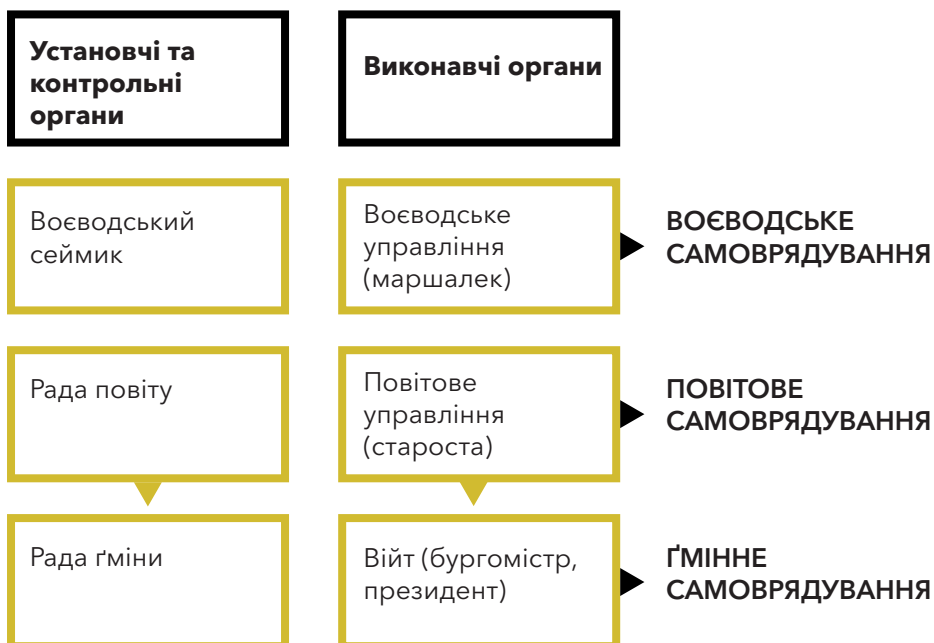 Установчі та
контрольні
органи
Виконавчі органи
Воєводський
сеймик
Воєводське
управління
(маршалек)
ВОЄВОДСЬКЕ
САМОВРЯДУВАННЯ
Рада повіту
Повітове
управління
(староста)
ПОВІТОВЕ
САМОВРЯДУВАННЯ
Рада ґміни
Війт (бургомістр,
президент)
ҐМІННЕ
САМОВРЯДУВАННЯ